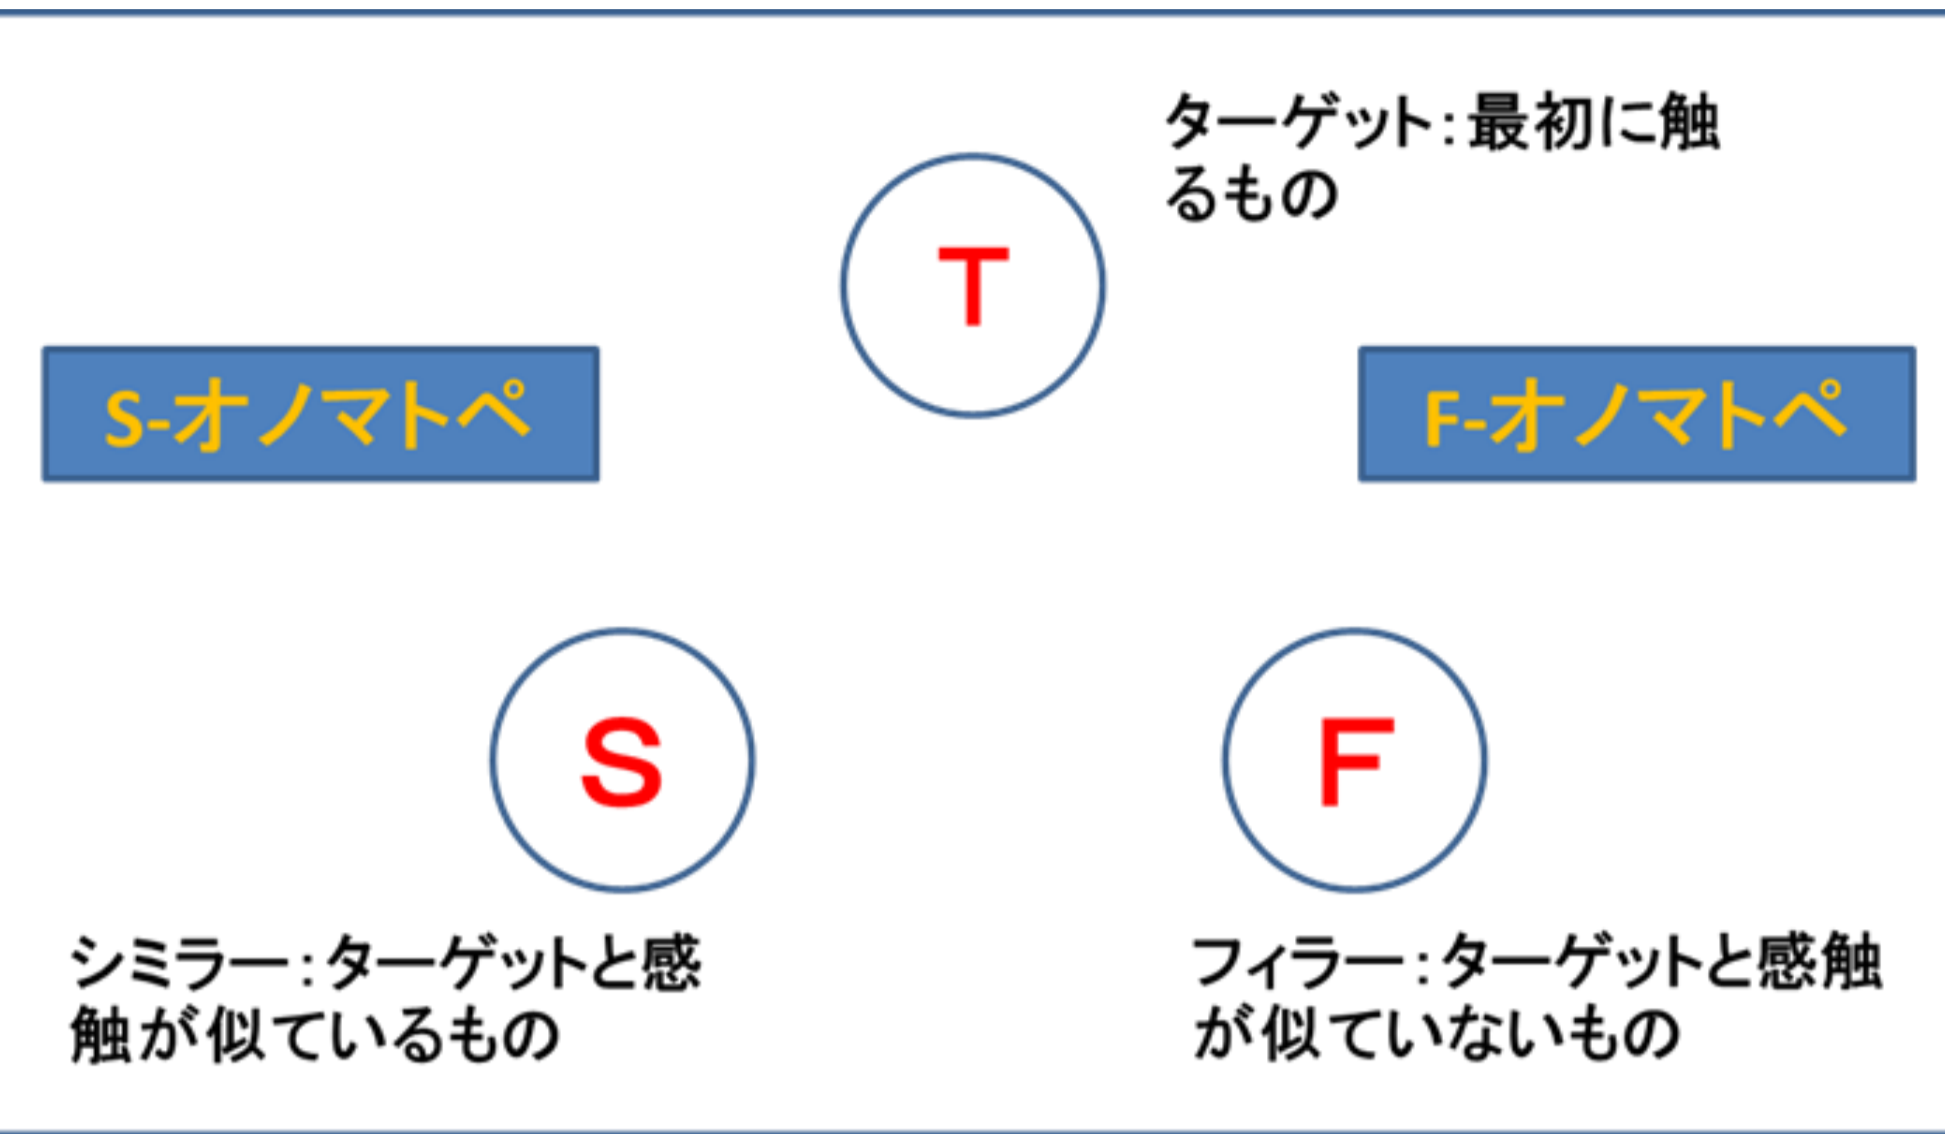 ターゲット：最初に触
るもの
T
S-オノマトペ
F-オノマトペ
S
F
シミラー：ターゲットと感
触が似ているもの
フィラー：ターゲットと感触
が似ていないもの